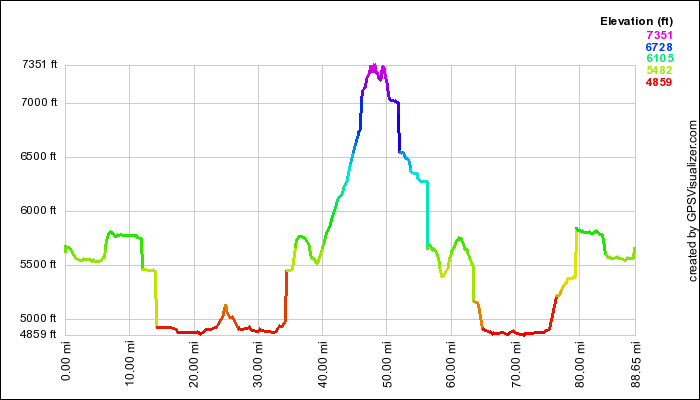 Elevation (ft)
7351
6728
6105
5482
4859
7351 ft
7000 ft
6500 ft
6000 ft
5500 ft
5000 ft
4859 ft
0.00 mi
10.00 mi
20.00 mi
30.00 mi
40.00 mi
50.00 mi
60.00 mi
70.00 mi
80.00 mi
88.65 mi
created by GPSVisualizer.com